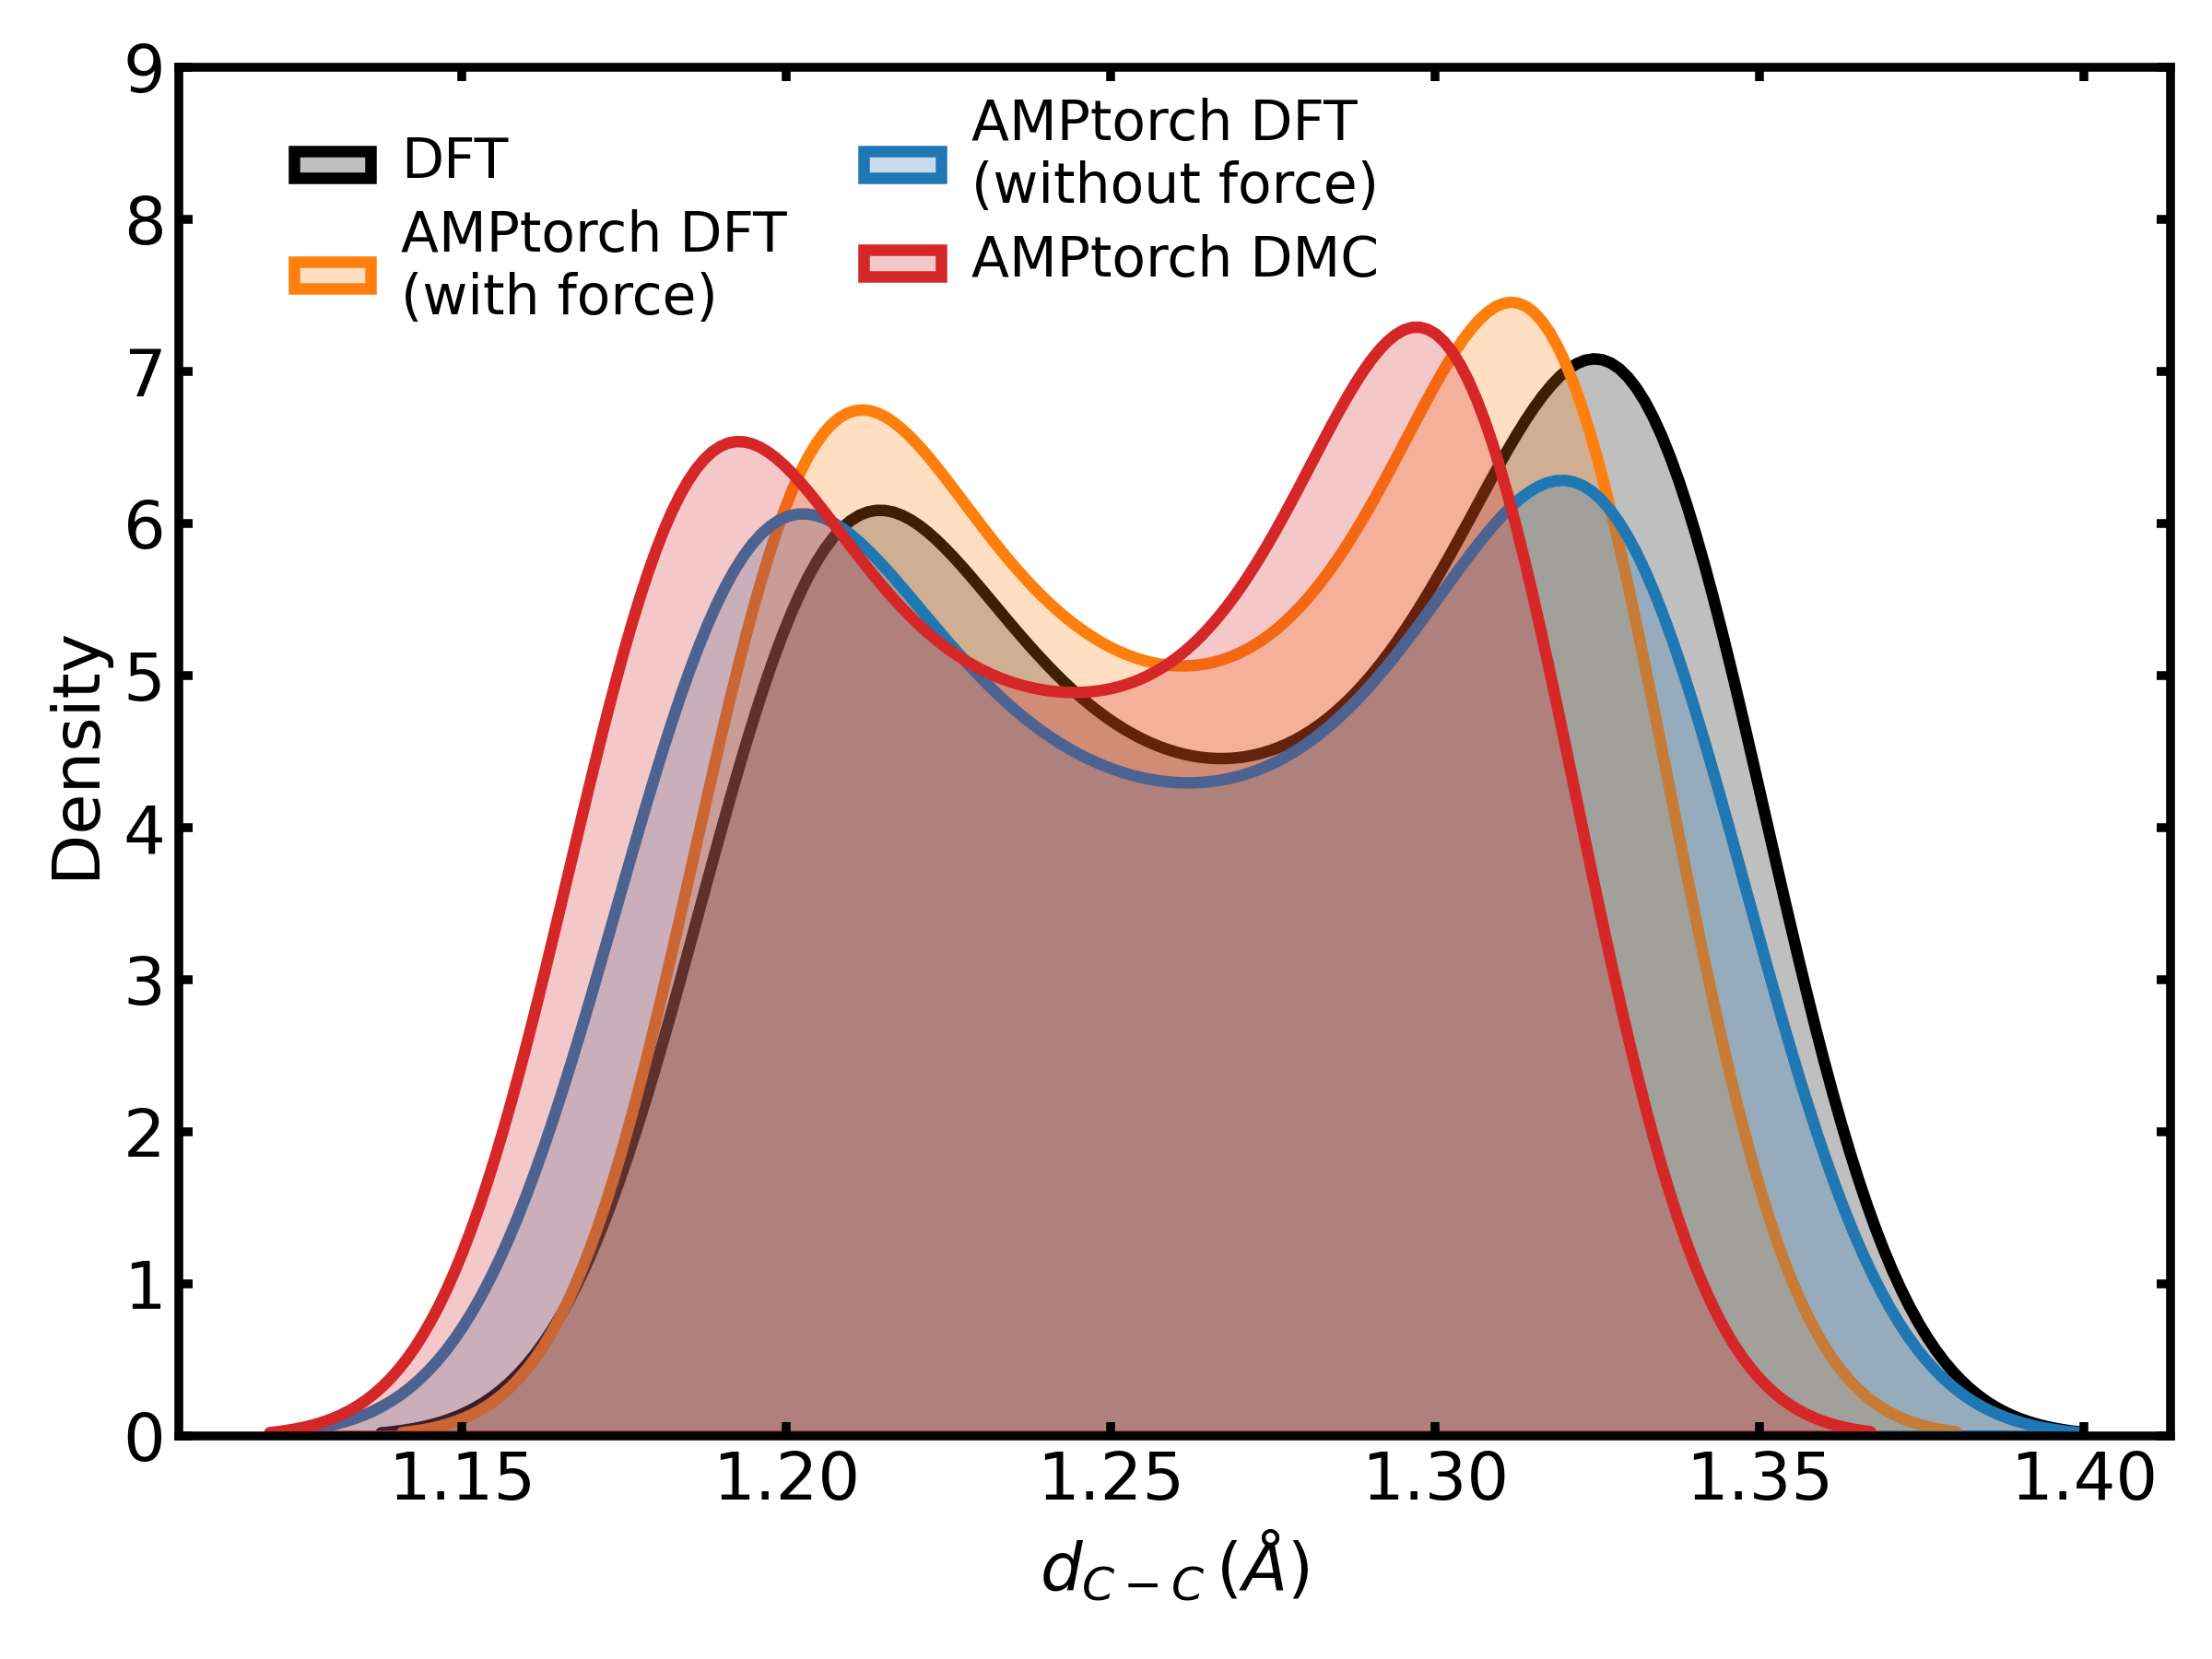 DFT
AMPtorch DFT
(with force)
AMPtorch DFT
(without force)
AMPtorch DMC
Density
9
8
7
6
5
4
3
2
1
0
1.15 1.20 1.25 1.30 1.35 1.40
d_{C−C} (Å)